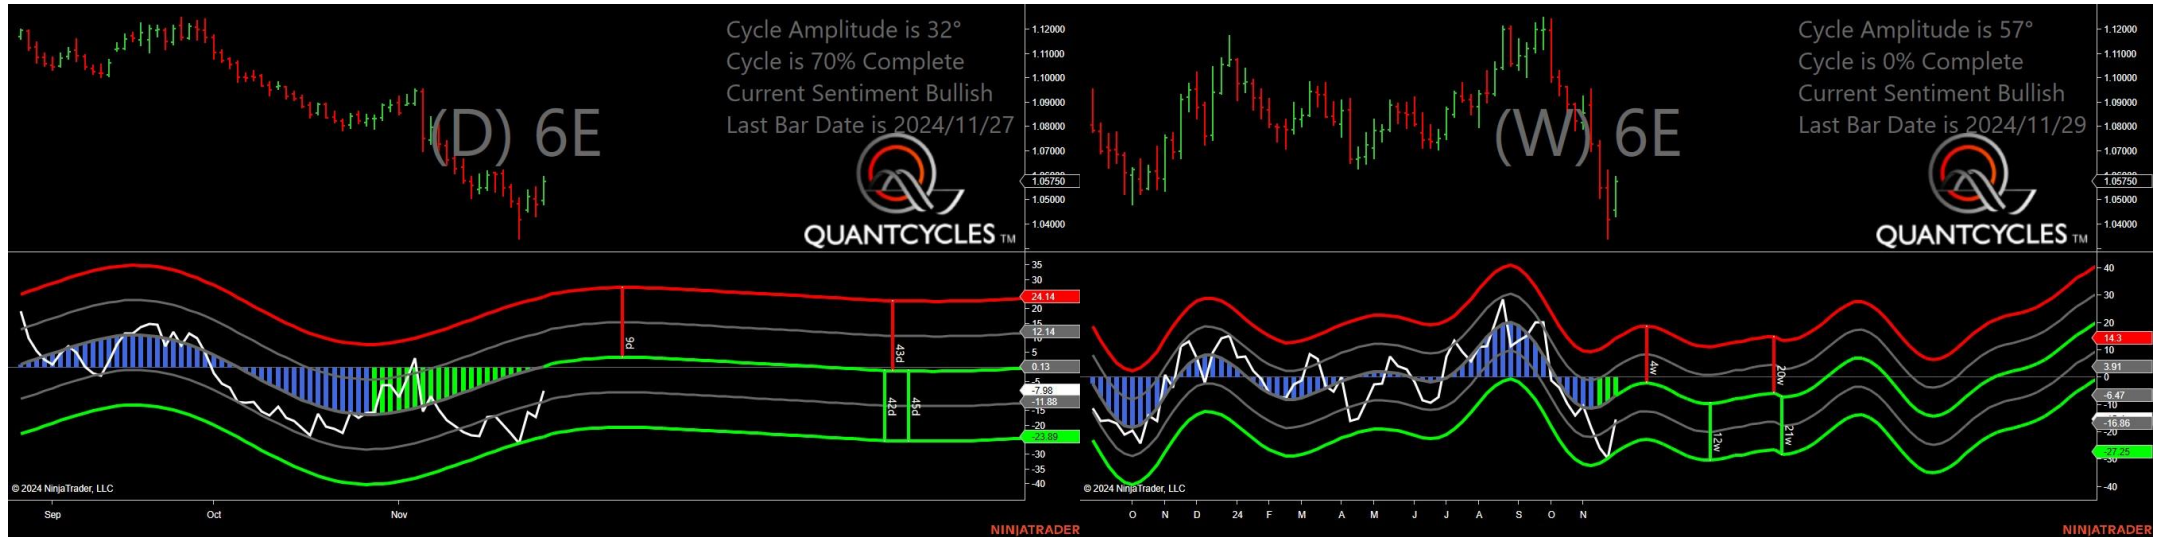 Cycle Amplitude is 32°
Cycle is 70% Complete
Current Sentiment Bullish
Last Bar Date is 2024/11/27
(D) 6E
QUANTCYCLES TM
1.12000
1.11000
1.10000
1.09000
1.08000
1.07000
1.05750
1.05000
1.04000
35
30
24.14
20
15
12.14
5
0.13
-5
-7.98
-11.88
-15
-20
-23.89
-30
-35
-40
9d
43d
42d
45d
© 2024 NinjaTrader, LLC
Sep
Oct
Nov
NINJATRADER
Cycle Amplitude is 57°
Cycle is 0% Complete
Current Sentiment Bullish
Last Bar Date is 2024/11/29
(W) 6E
QUANTCYCLES TM
1.12000
1.11000
1.10000
1.09000
1.08000
1.07000
1.05750
1.05000
1.04000
40
30
20
14.3
10
3.91
0
-6.47
-10
-16.86
-20
-27.25
-30
-40
4w
20w
12w
21w
© 2024 NinjaTrader, LLC
O N D 24 F M A M J J A S O N
NINJATRADER